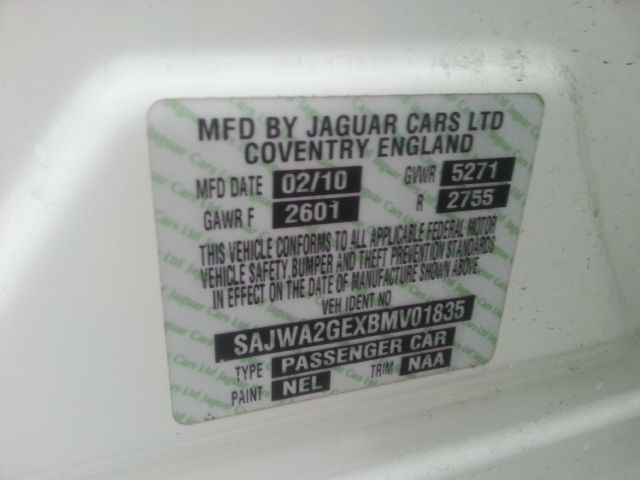 MFD BY JAGUAR CARS LTD
COVENTRY ENGLAND
MFD DATE 02/10 GVWR 5271
GAWR F 2601 R 2755
THIS VEHICLE CONFORMS TO ALL APPLICABLE FEDERAL MOTOR
VEHICLE SAFETY, BUMPER AND THEFT PREVENTION STANDARDS
IN EFFECT ON THE DATE OF MANUFACTURE SHOWN ABOVE
VEH IDENT NO
SAJWA2GEXBMV01835
TYPE PASSENGER CAR
PAINT NEL TRIM NAA